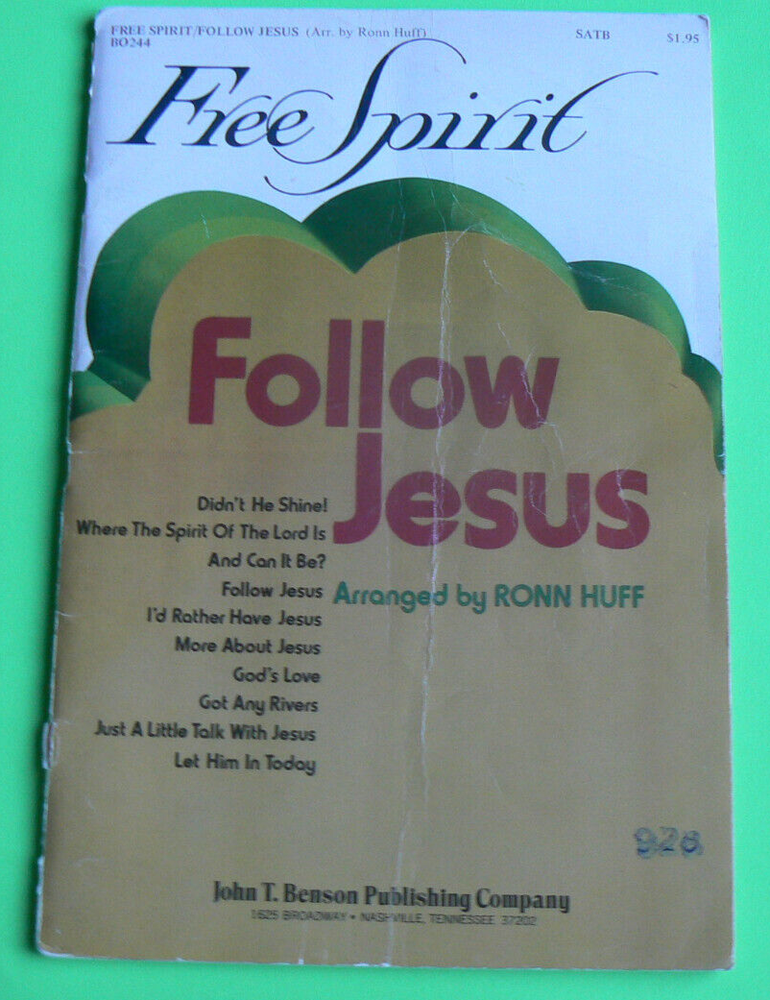 FREE SPIRIT/FOLLOW JESUS (Arr. by Ronn Huff) SATB $1.95
BO244
Free Spirit
Follow
Jesus
Didn't He Shine!
Where The Spirit Of The Lord Is
And Can It Be?
Follow Jesus
I'd Rather Have Jesus
More About Jesus
God's Love
Got Any Rivers
Just A Little Talk With Jesus
Let Him In Today
Arranged by RONN HUFF
928
John T. Benson Publishing Company
1625 BROADWAY • NASHVILLE, TENNESSEE 37202